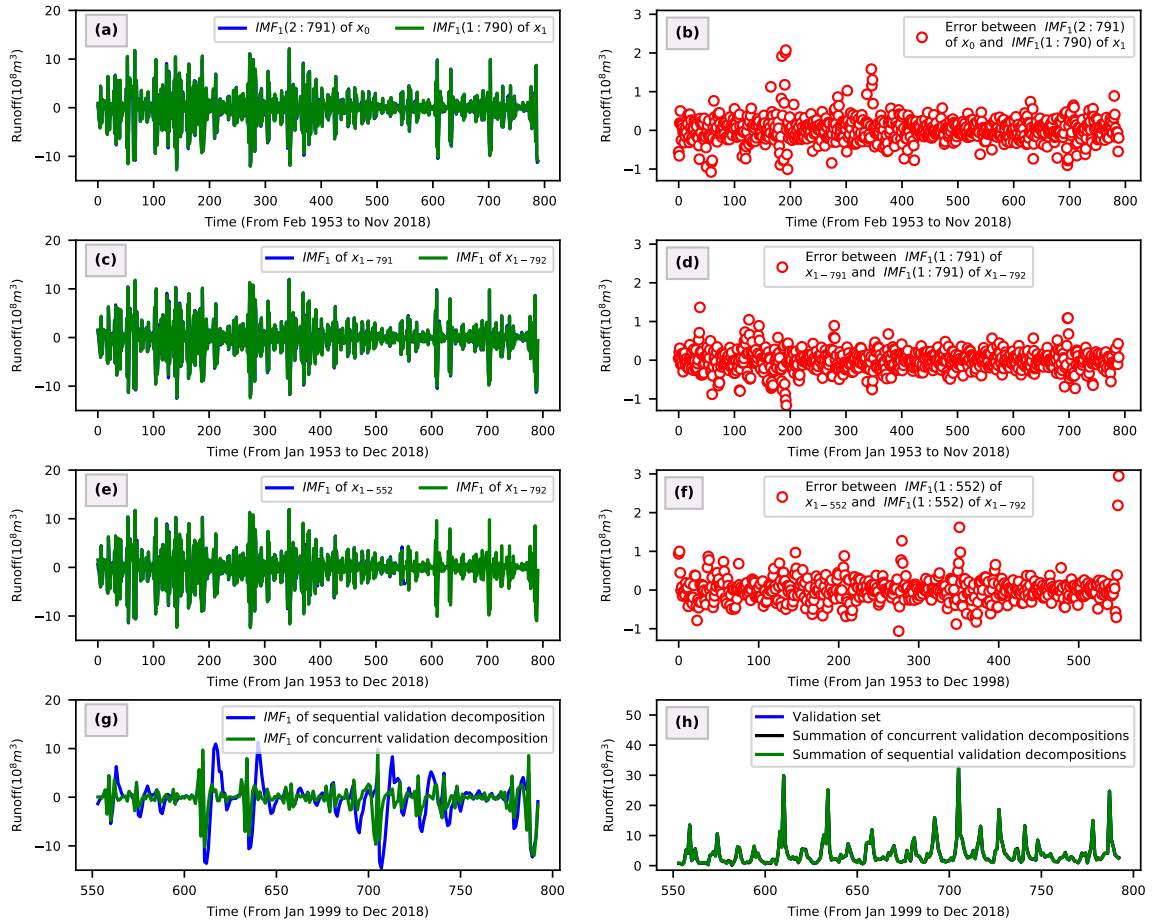 (a)
IMF₁(2 : 791) of x₀
IMF₁(1 : 790) of x₁
Runoff(10⁸m³)
20
10
0
−10
0 100 200 300 400 500 600 700 800
Time (From Feb 1953 to Nov 2018)
(b)
Error between IMF₁(2 : 791)
of x₀ and IMF₁(1 : 790) of x₁
Runoff(10⁸m³)
3
2
1
0
−1
0 100 200 300 400 500 600 700 800
Time (From Feb 1953 to Nov 2018)
(c)
IMF₁ of x₁₋₇₉₁
IMF₁ of x₁₋₇₉₂
Runoff(10⁸m³)
20
10
0
−10
0 100 200 300 400 500 600 700 800
Time (From Jan 1953 to Dec 2018)
(d)
Error between IMF₁(1 : 791) of
x₁₋₇₉₁ and IMF₁(1 : 791) of x₁₋₇₉₂
Runoff(10⁸m³)
3
2
1
0
−1
0 100 200 300 400 500 600 700 800
Time (From Jan 1953 to Nov 2018)
(e)
IMF₁ of x₁₋₅₅₂
IMF₁ of x₁₋₇₉₂
Runoff(10⁸m³)
20
10
0
−10
0 100 200 300 400 500 600 700 800
Time (From Jan 1953 to Dec 2018)
(f)
Error between IMF₁(1 : 552) of
x₁₋₅₅₂ and IMF₁(1 : 552) of x₁₋₇₉₂
Runoff(10⁸m³)
3
2
1
0
−1
0 100 200 300 400 500
Time (From Jan 1953 to Dec 1998)
(g)
IMF₁ of sequential validation decomposition
IMF₁ of concurrent validation decomposition
Runoff(10⁸m³)
20
10
0
−10
550 600 650 700 750 800
Time (From Jan 1999 to Dec 2018)
(h)
Validation set
Summation of concurrent validation decompositions
Summation of sequential validation decompositions
Runoff(10⁸m³)
50
40
30
20
10
0
550 600 650 700 750 800
Time (From Jan 1999 to Dec 2018)